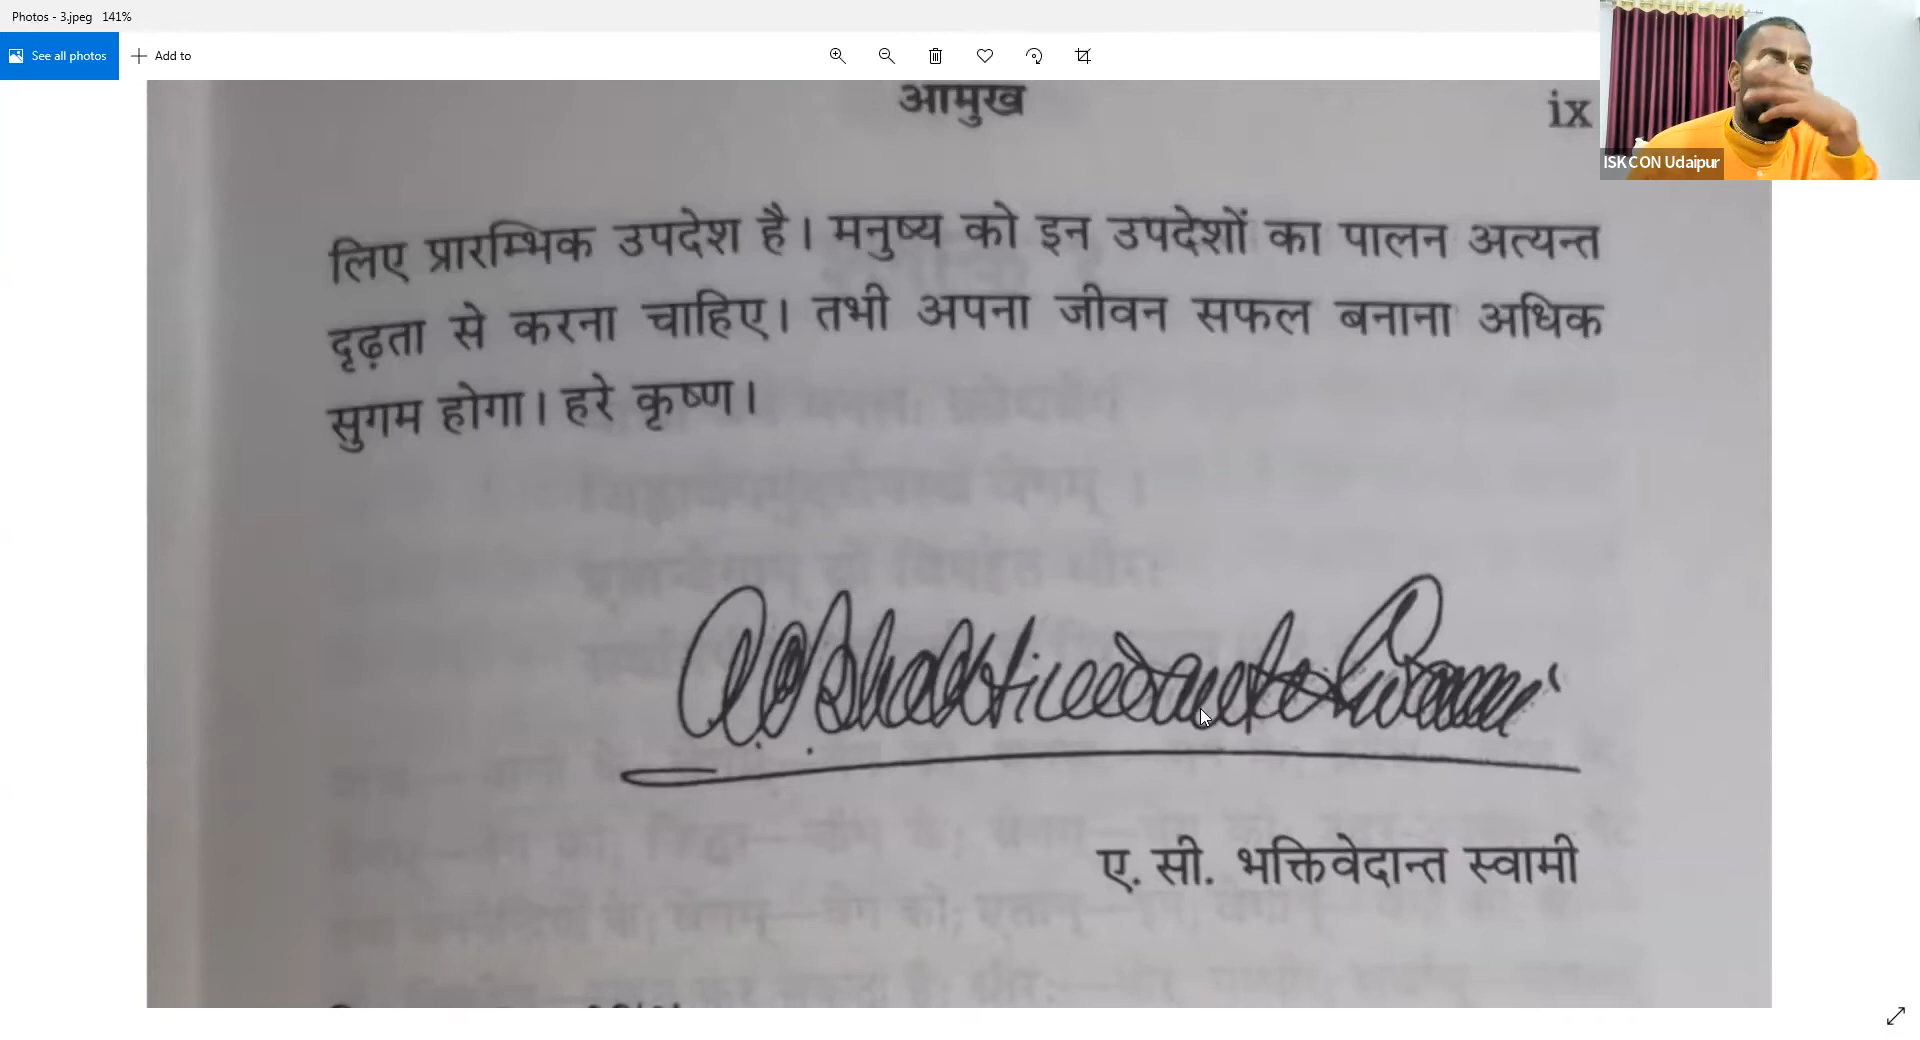 Photos - 3.jpeg 141%
See all photos
Add to
ISKCON Udaipur
आमुख ix
लिए प्रारम्भिक उपदेश है। मनुष्य को इन उपदेशों का पालन अत्यन्त
दृढ़ता से करना चाहिए। तभी अपना जीवन सफल बनाना अधिक
सुगम होगा। हरे कृष्ण।
A.C. Bhaktivedanta Swami
ए. सी. भक्तिवेदान्त स्वामी